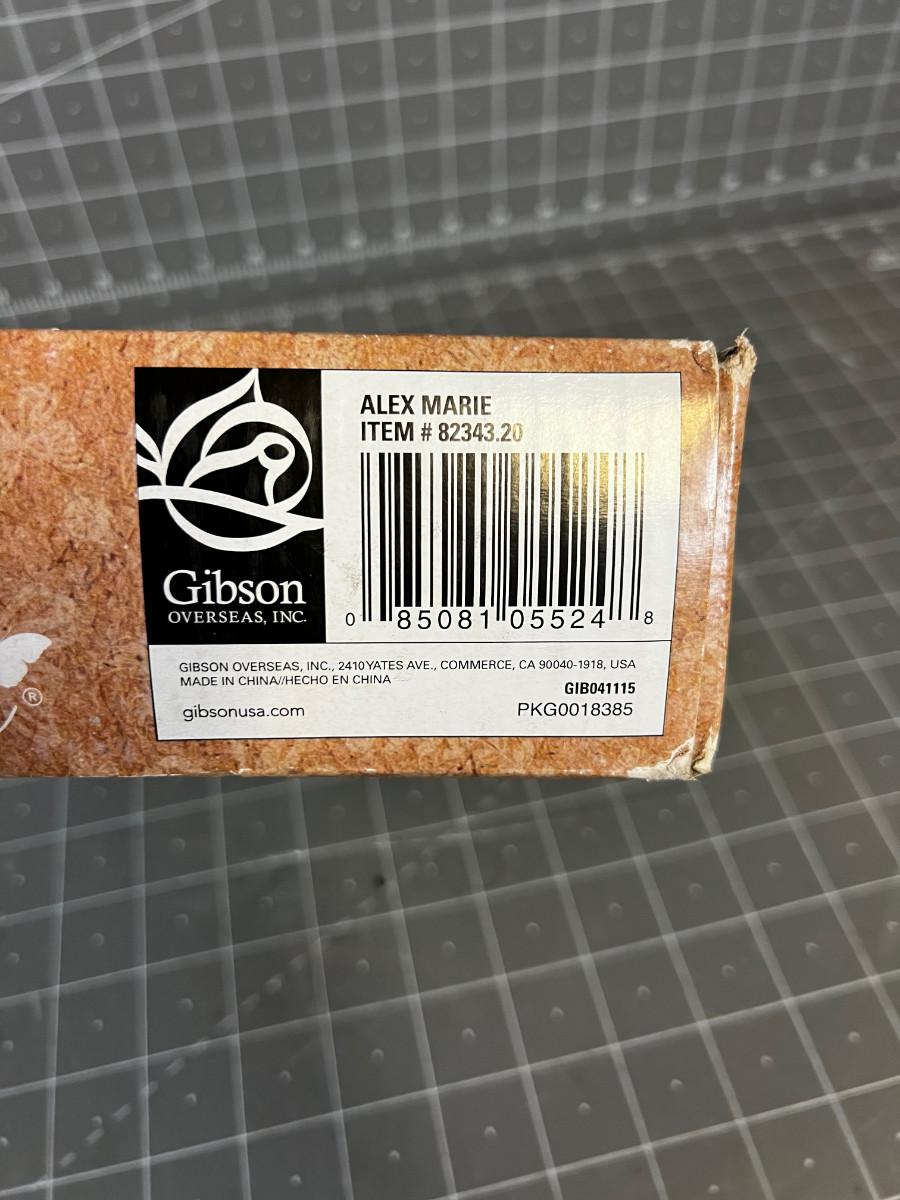 ALEX MARIE
ITEM # 82343.20
0 85081 05524 8
Gibson
OVERSEAS, INC.
GIBSON OVERSEAS, INC., 2410 YATES AVE., COMMERCE, CA 90040-1918, USA
MADE IN CHINA//HECHO EN CHINA
GIB041115
gibsonusa.com
PKG0018385
®